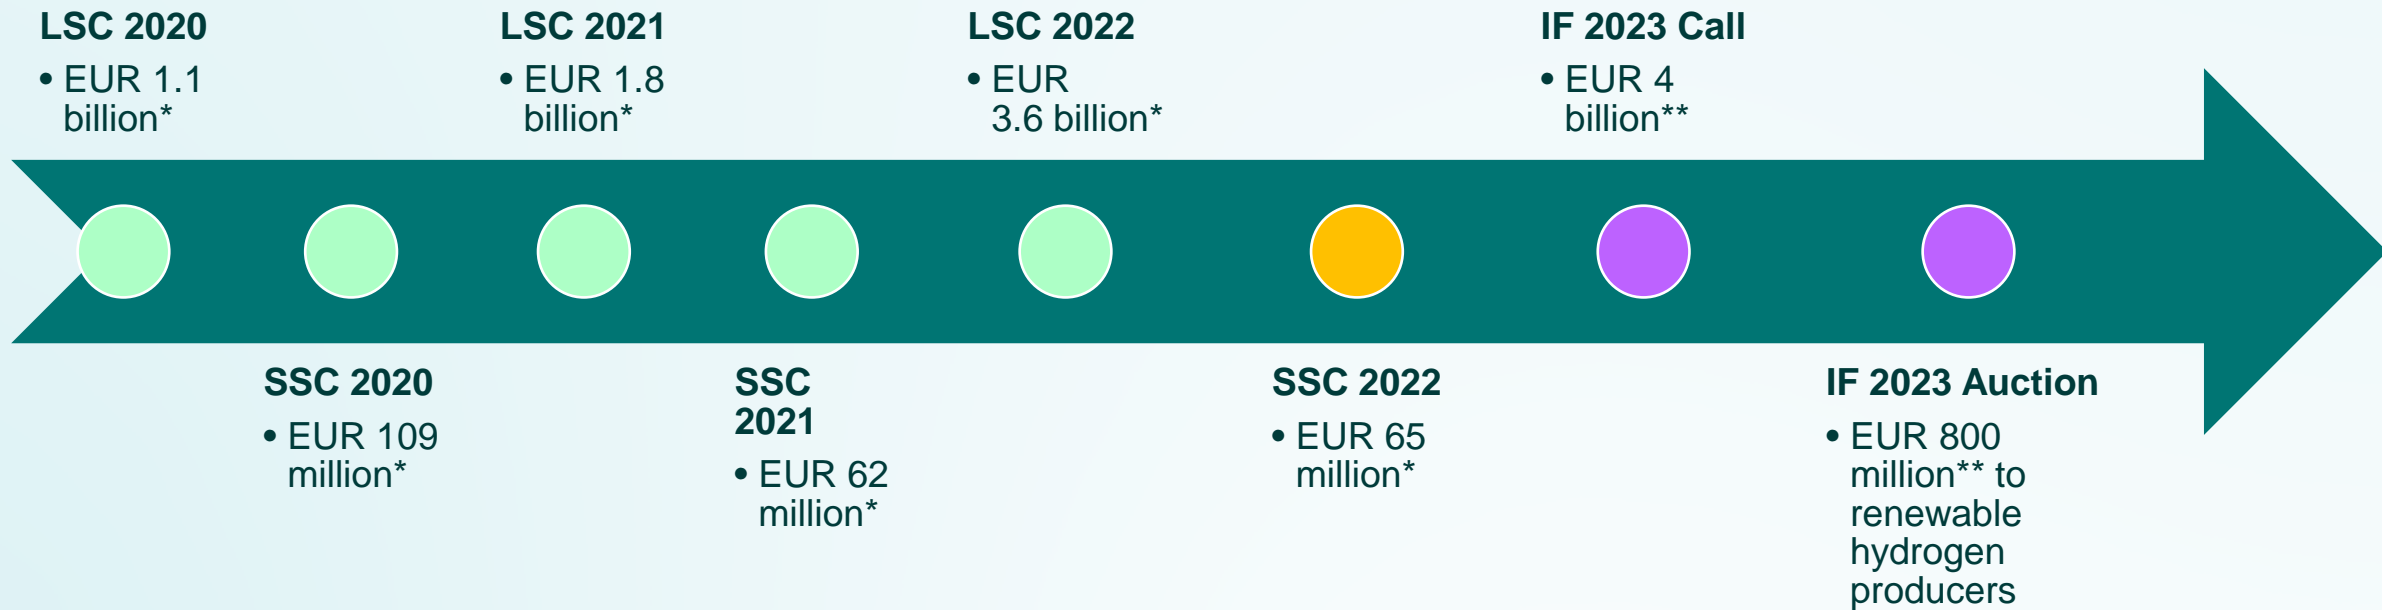 LSC 2020
• EUR 1.1
billion*
LSC 2021
• EUR 1.8
billion*
LSC 2022
• EUR
3.6 billion*
IF 2023 Call
• EUR 4
billion**
SSC 2020
• EUR 109
million*
SSC
2021
• EUR 62
million*
SSC 2022
• EUR 65
million*
IF 2023 Auction
• EUR 800
million** to
renewable
hydrogen
producers